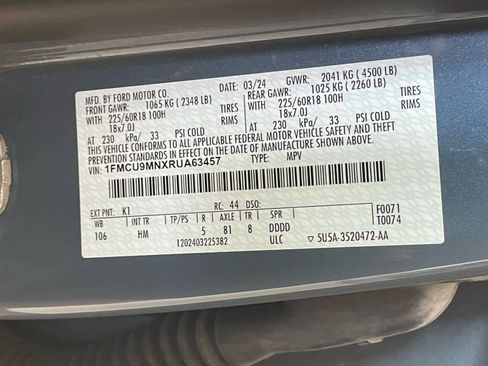 MFD. BY FORD MOTOR CO.
DATE: 03/24 GVWR: 2041 KG ( 4500 LB)
FRONT GAWR: 1065 KG ( 2348 LB) REAR GAWR: 1025 KG ( 2260 LB)
225/60R18 100H TIRES 225/60R18 100H TIRES
18x7.0J RIMS 18x7.0J RIMS
AT 230 kPa/ 33 PSI COLD AT 230 kPa/ 33 PSI COLD
THIS VEHICLE CONFORMS TO ALL APPLICABLE FEDERAL MOTOR VEHICLE SAFETY AND THEFT PREVENTION STANDARDS
IN EFFECT ON THE DATE OF MANUFACTURE SHOWN ABOVE.
VIN: 1FMCU9MNXRUA63457 TYPE: MPV
EXT PNT: K1 RC: 44 DSO: F0071
WB INT TR TP/PS R AXLE TR SPR T0074
106 HM 5 81 8 DDDD
1202403225382 ULC ▽ SU5A-3520472-AA